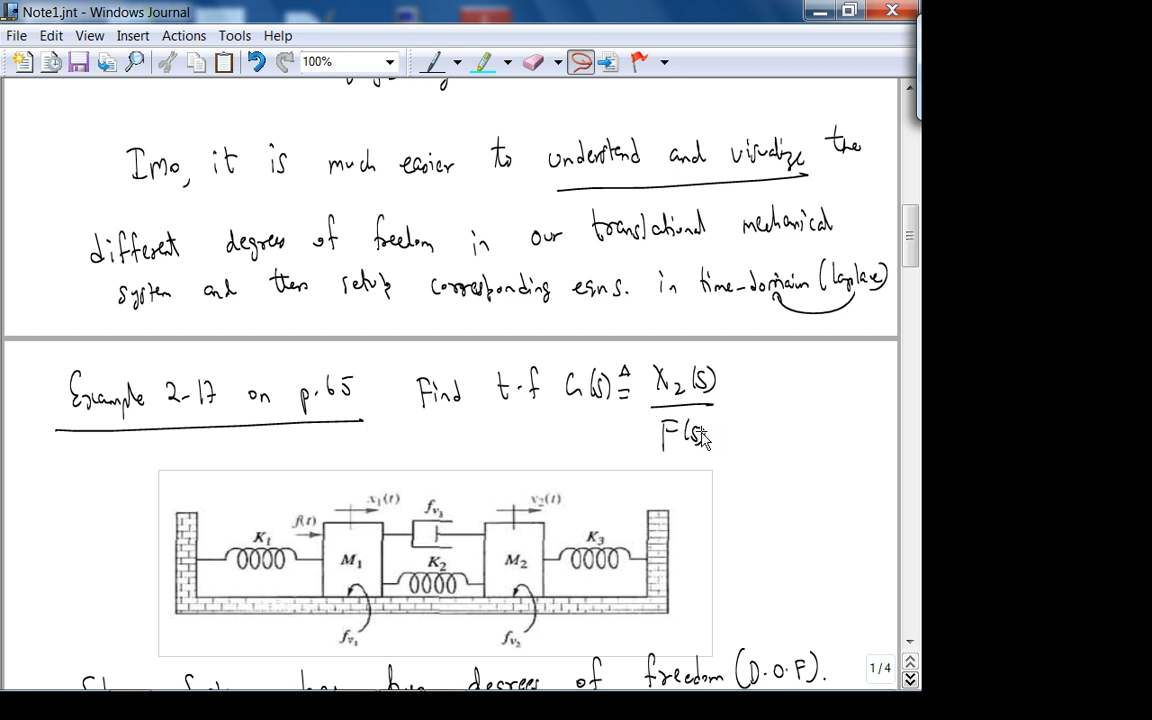 Note1.jnt - Windows Journal
File Edit View Insert Actions Tools Help
100%
Imo, it is much easier to understand and visualize the
different degrees of freedom in our translational mechanical
system and then setup corresponding eqns. in time-domain (laplace)
Example 2-17 on p.65 Find t.f G(s) ≜ X₂(s)
F(s)
x₁(t) x₂(t)
f(t) fv₃
K₁ K₃
M₁ K₂ M₂
fv₁ fv₂
degrees of freedom (D.O.F).
1/4